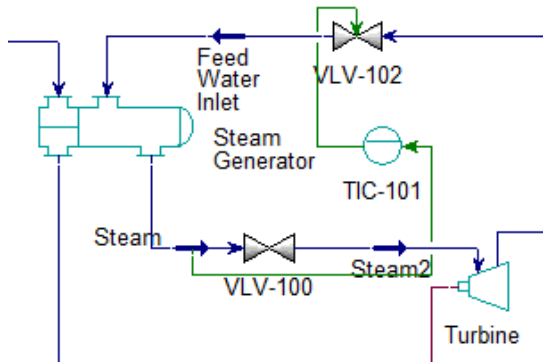 Feed
Water
Inlet
VLV-102
Steam
Generator
TIC-101
Steam
VLV-100
Steam2
Turbine